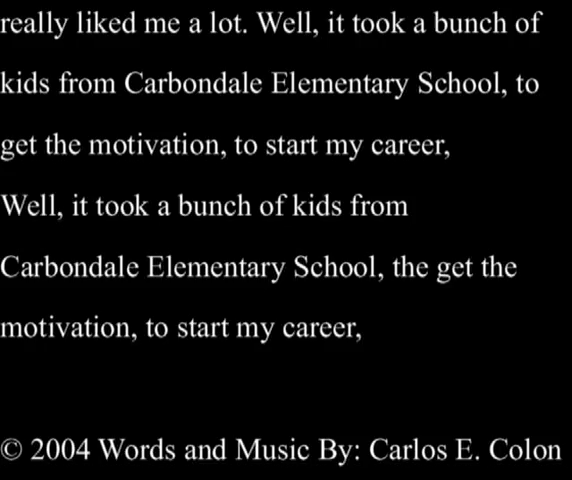 really liked me a lot. Well, it took a bunch of
kids from Carbondale Elementary School, to
get the motivation, to start my career,
Well, it took a bunch of kids from
Carbondale Elementary School, the get the
motivation, to start my career,
© 2004 Words and Music By: Carlos E. Colon